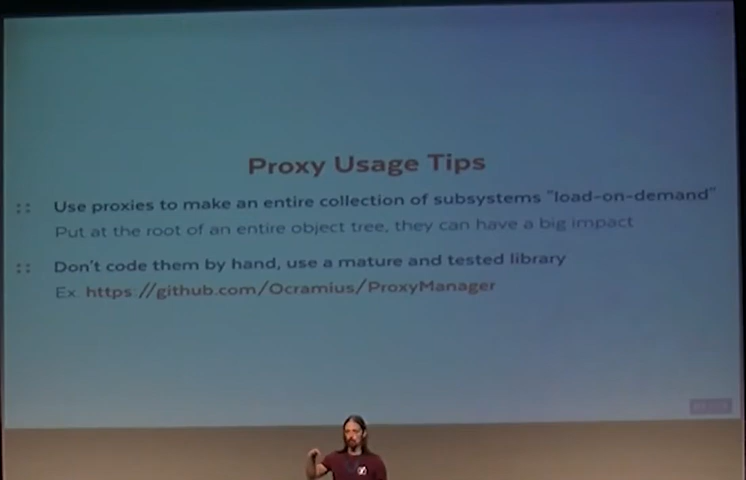 Proxy Usage Tips
:: Use proxies to make an entire collection of subsystems "load-on-demand"
Put at the root of an entire object tree, they can have a big impact
:: Don't code them by hand, use a mature and tested library
Ex. https://github.com/Ocramius/ProxyManager